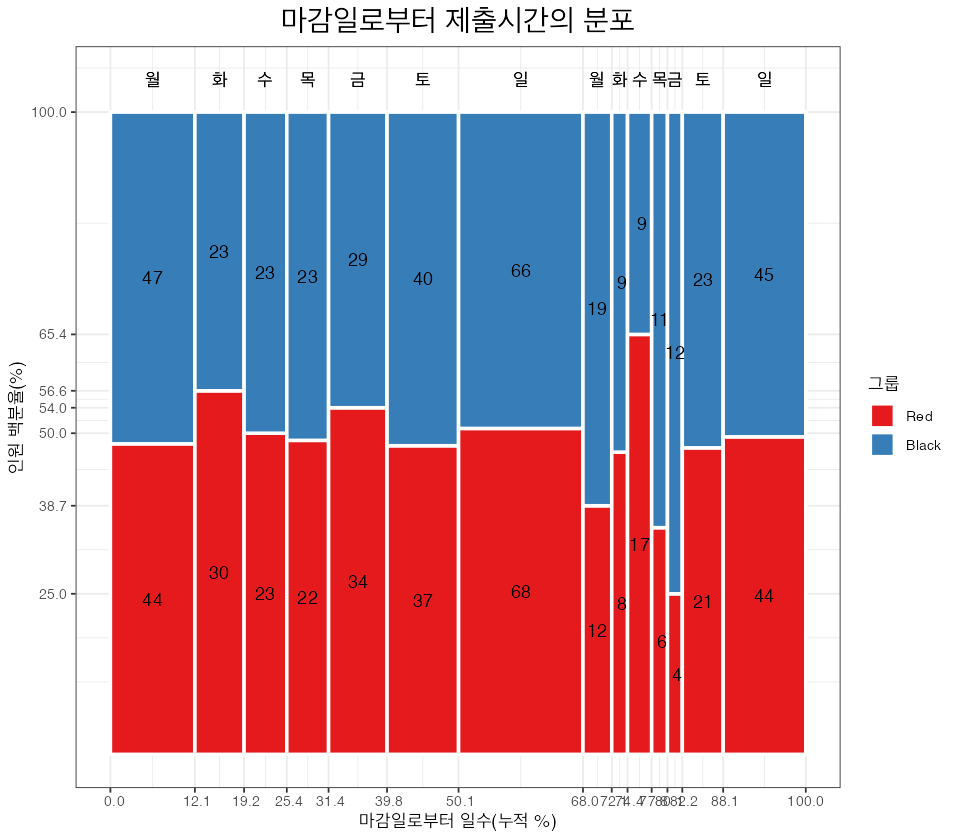 마감일로부터 제출시간의 분포
월 화 수 목 금 토 일 월 화 수 목 금 토 일
100.0
65.4
56.6
54.0
50.0
38.7
25.0
인원 백분율(%)
47 23 23 23 29 40 66 19 9 9 11 12 23 45
44 30 23 22 34 37 68 12 8 17 6 4 21 44
0.0 12.1 19.2 25.4 31.4 39.8 50.1 68.0 88.1 100.0
마감일로부터 일수(누적 %)
그룹
Red
Black